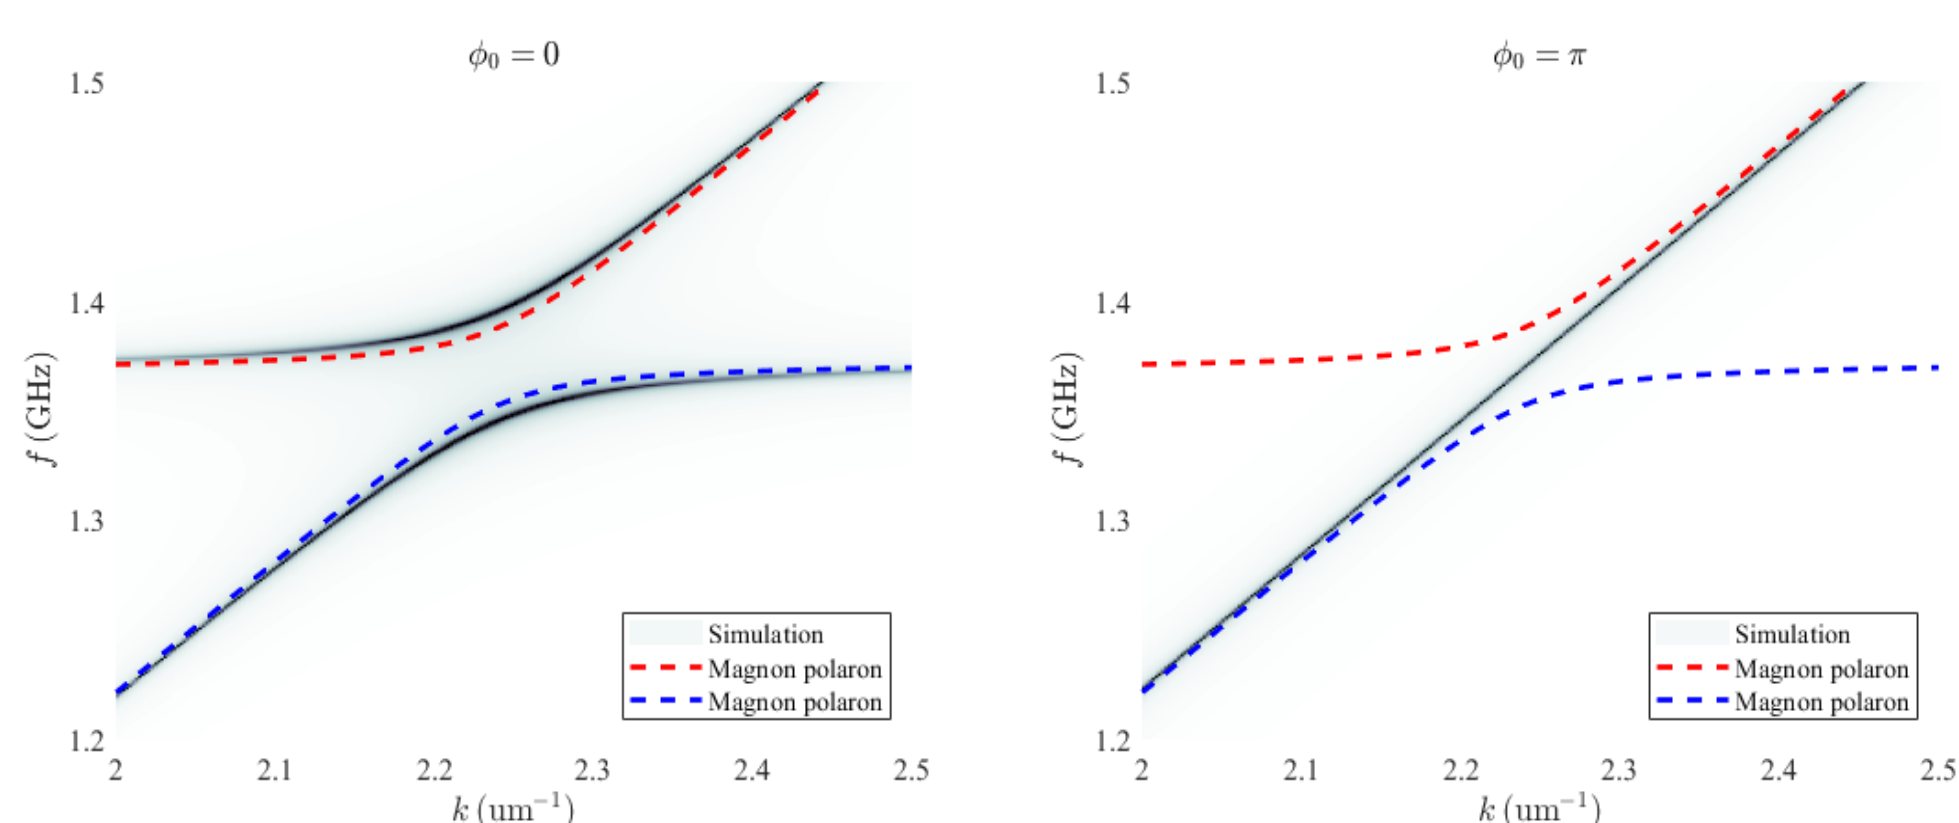 ϕ₀ = 0
1.5
1.4
1.3
1.2
f (GHz)
Simulation
Magnon polaron
Magnon polaron
2 2.1 2.2 2.3 2.4 2.5
k (um⁻¹)
ϕ₀ = π
1.5
1.4
1.3
1.2
f (GHz)
Simulation
Magnon polaron
Magnon polaron
2 2.1 2.2 2.3 2.4 2.5
k (um⁻¹)